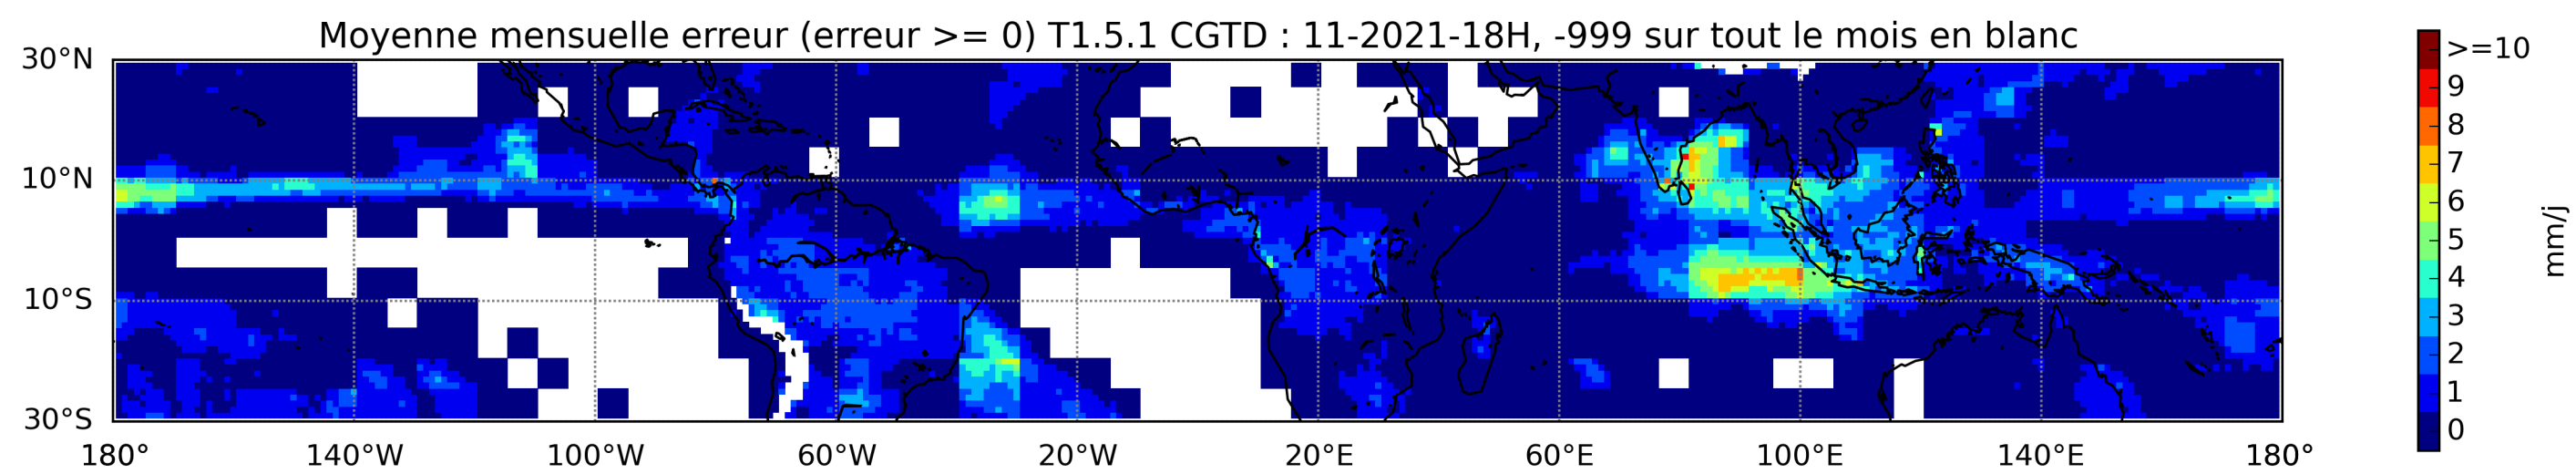 Moyenne mensuelle erreur (erreur >= 0) T1.5.1 CGTD : 11-2021-18H, -999 sur tout le mois en blanc
30°N
10°N
10°S
30°S
180° 140°W 100°W 60°W 20°W 20°E 60°E 100°E 140°E 180°
>=10
9
8
7
6
5
4
3
2
1
0
mm/j